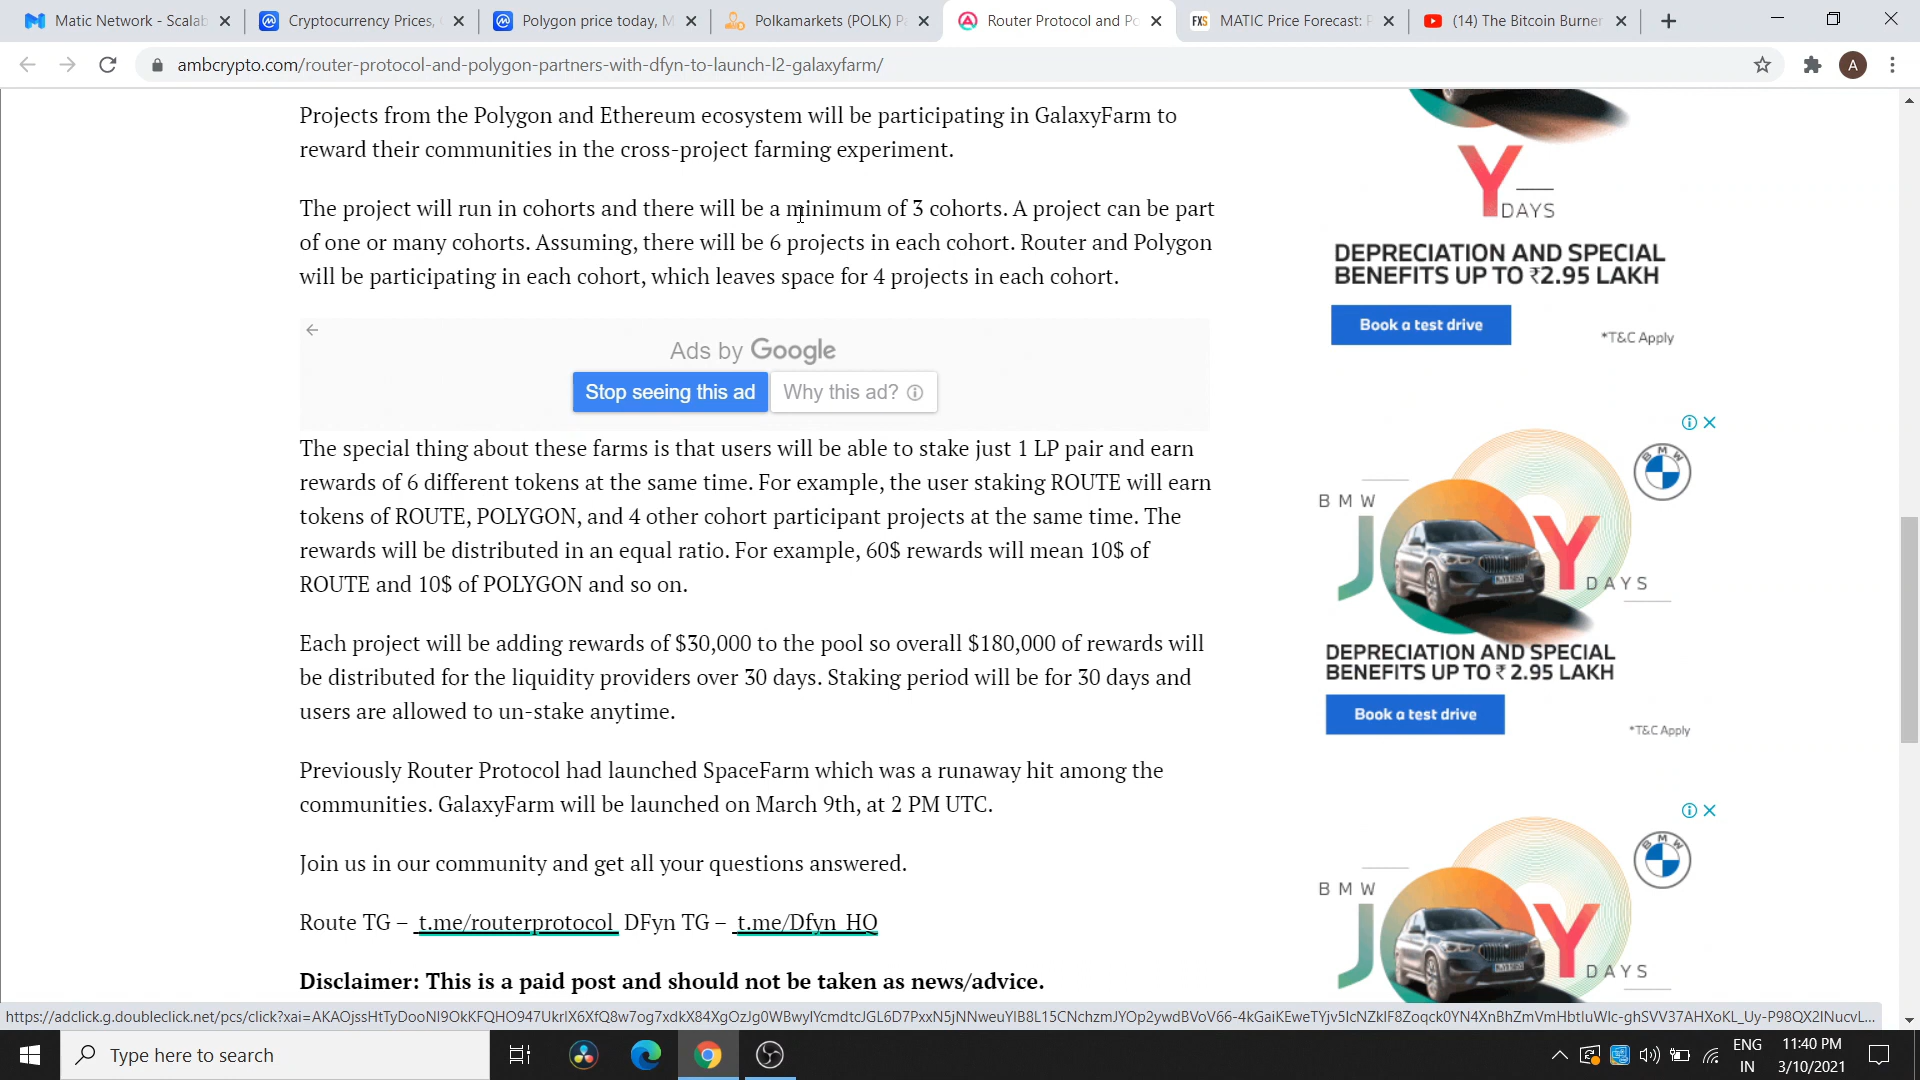 Matic Network - Scalab
Cryptocurrency Prices,
Polygon price today, M
Polkamarkets (POLK) P
Router Protocol and Po
MATIC Price Forecast: P
(14) The Bitcoin Burner
ambcrypto.com/router-protocol-and-polygon-partners-with-dfyn-to-launch-l2-galaxyfarm/
A
Projects from the Polygon and Ethereum ecosystem will be participating in GalaxyFarm to
reward their communities in the cross-project farming experiment.
The project will run in cohorts and there will be a minimum of 3 cohorts. A project can be part
of one or many cohorts. Assuming, there will be 6 projects in each cohort. Router and Polygon
will be participating in each cohort, which leaves space for 4 projects in each cohort.
Ads by Google
Stop seeing this ad
Why this ad?
The special thing about these farms is that users will be able to stake just 1 LP pair and earn
rewards of 6 different tokens at the same time. For example, the user staking ROUTE will earn
tokens of ROUTE, POLYGON, and 4 other cohort participant projects at the same time. The
rewards will be distributed in an equal ratio. For example, 60$ rewards will mean 10$ of
ROUTE and 10$ of POLYGON and so on.
Each project will be adding rewards of $30,000 to the pool so overall $180,000 of rewards will
be distributed for the liquidity providers over 30 days. Staking period will be for 30 days and
users are allowed to un-stake anytime.
Previously Router Protocol had launched SpaceFarm which was a runaway hit among the
communities. GalaxyFarm will be launched on March 9th, at 2 PM UTC.
Join us in our community and get all your questions answered.
Route TG – t.me/routerprotocol DFyn TG – t.me/Dfyn_HQ
Disclaimer: This is a paid post and should not be taken as news/advice.
Y
DAYS
DEPRECIATION AND SPECIAL
BENEFITS UP TO ₹2.95 LAKH
Book a test drive
*T&C Apply
BMW
BMW
J Y
DAYS
DEPRECIATION AND SPECIAL
BENEFITS UP TO ₹ 2.95 LAKH
Book a test drive
*T&C Apply
BMW
BMW
J Y
DAYS
Type here to search
ENG
IN
11:40 PM
3/10/2021